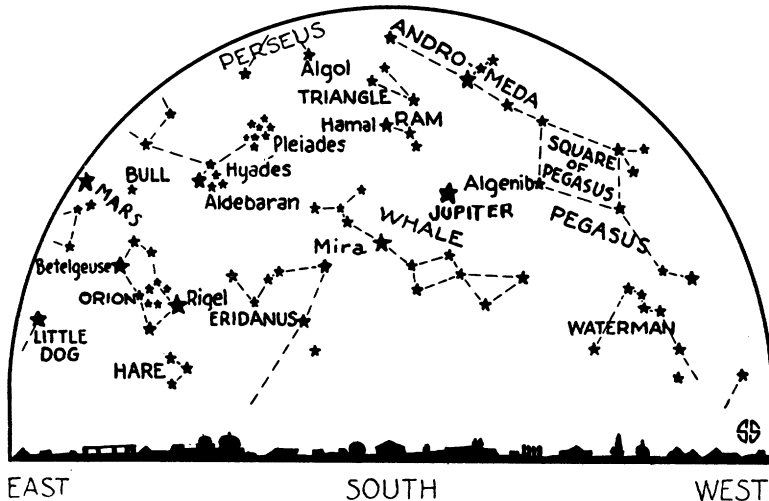 PERSEUS
Algol
ANDRO-MEDA
TRIANGLE
Hamal
RAM
Pleiades
SQUARE
OF
PEGASUS
BULL
Hyades
Aldebaran
Algenib
MARS
JUPITER
PEGASUS
WHALE
Mira
Betelgeuse
ORION
Rigel
ERIDANUS
WATERMAN
LITTLE
DOG
HARE
SS
EAST
SOUTH
WEST